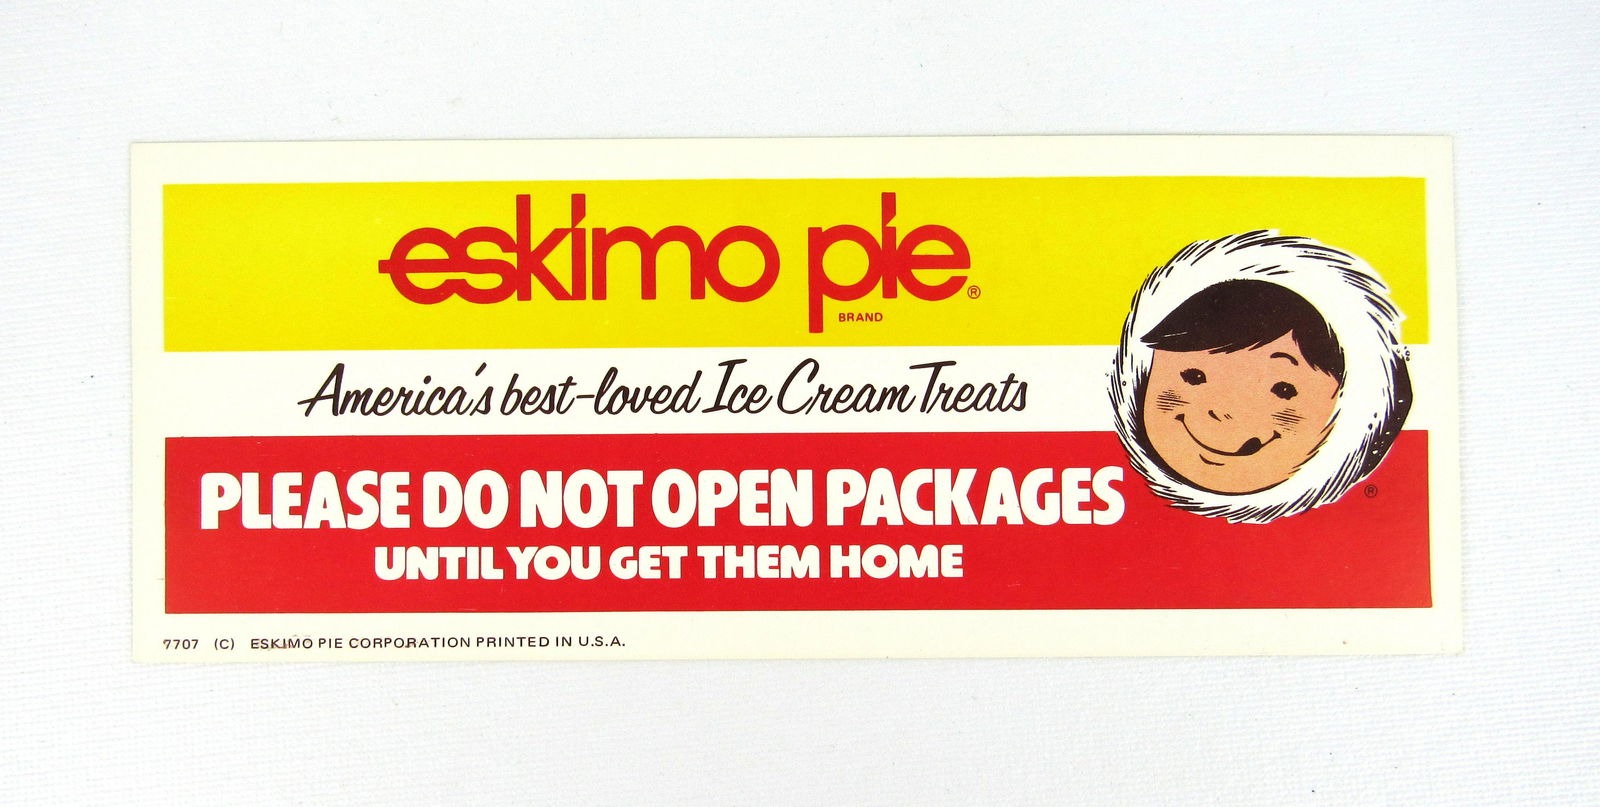 eskimo pie®
BRAND
America's best-loved Ice Cream Treats
PLEASE DO NOT OPEN PACKAGES
®
UNTIL YOU GET THEM HOME
7707 (C) ESKIMO PIE CORPORATION PRINTED IN U.S.A.